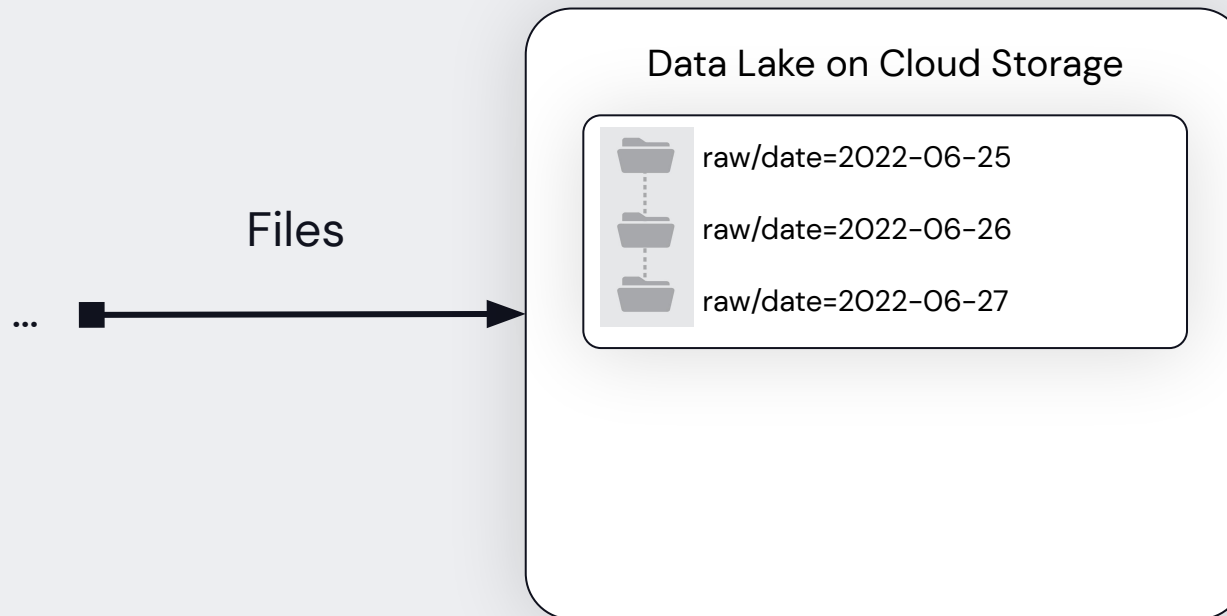 Data Lake on Cloud Storage
raw/date=2022-06-25
Files
raw/date=2022-06-26
raw/date=2022-06-27
...